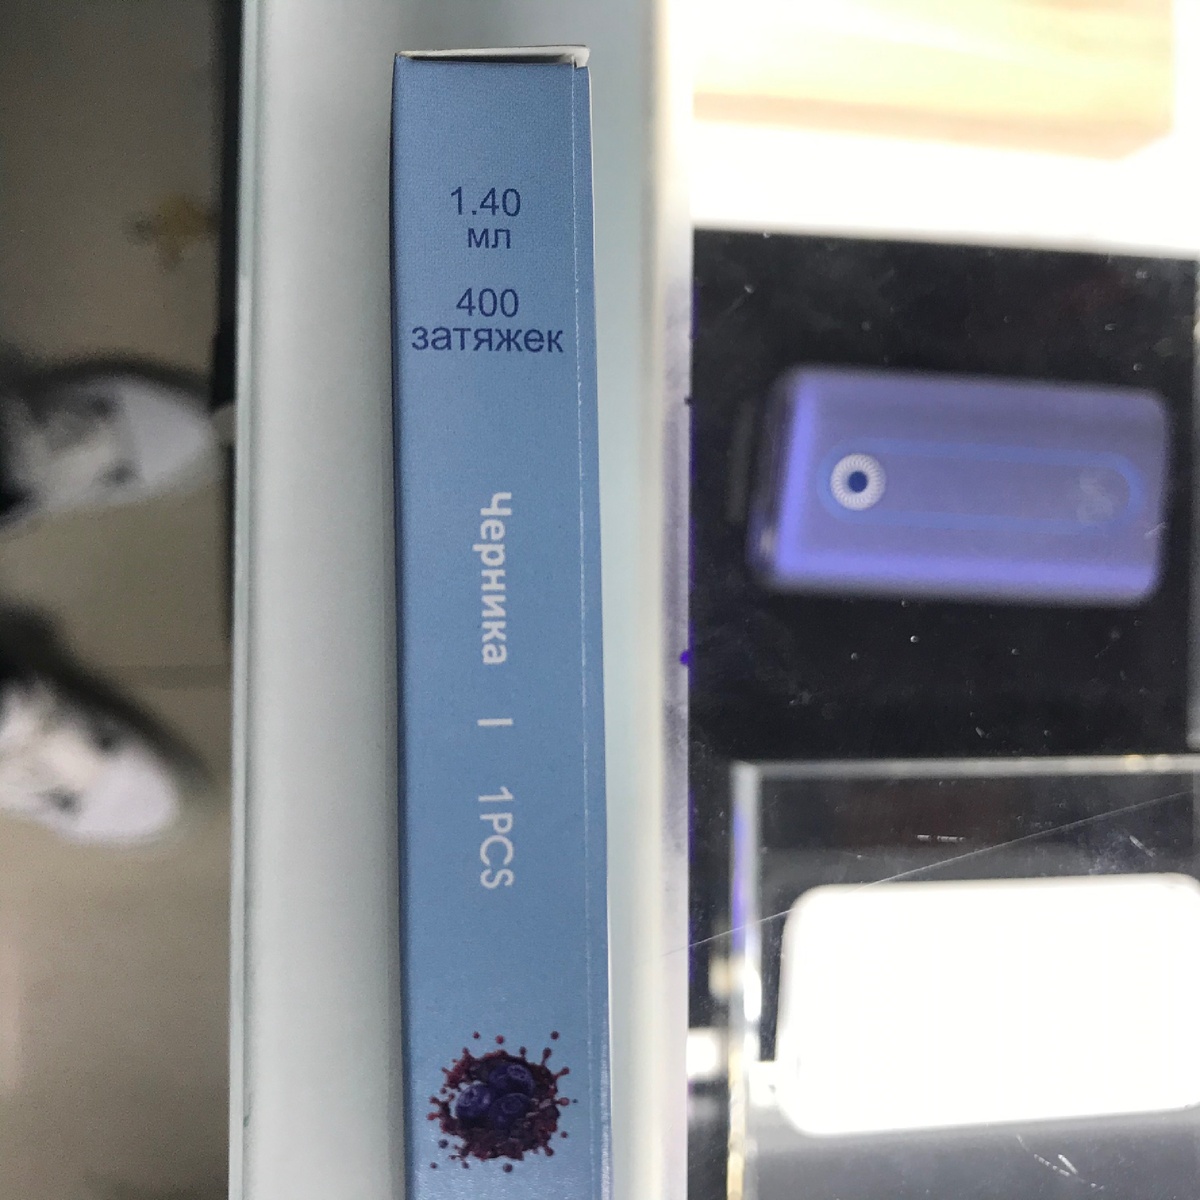 1.40
мл
400
затяжек
Черника | 1PCS